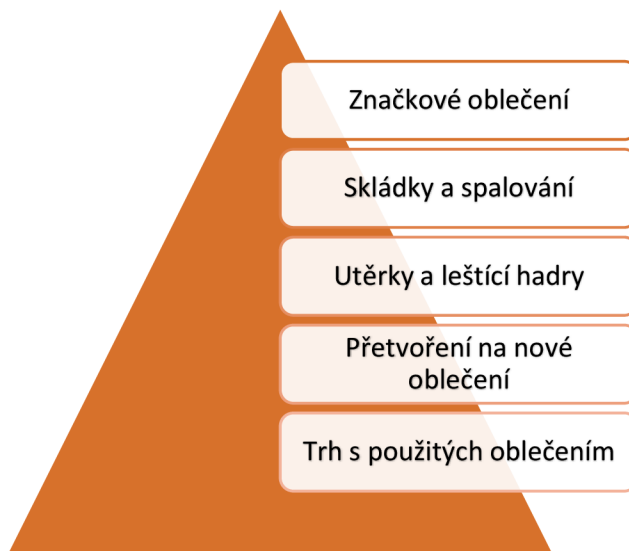 Značkové oblečení
Skládky a spalování
Utěrky a leštící hadry
Přetvoření na nové
oblečení
Trh s použitých oblečením